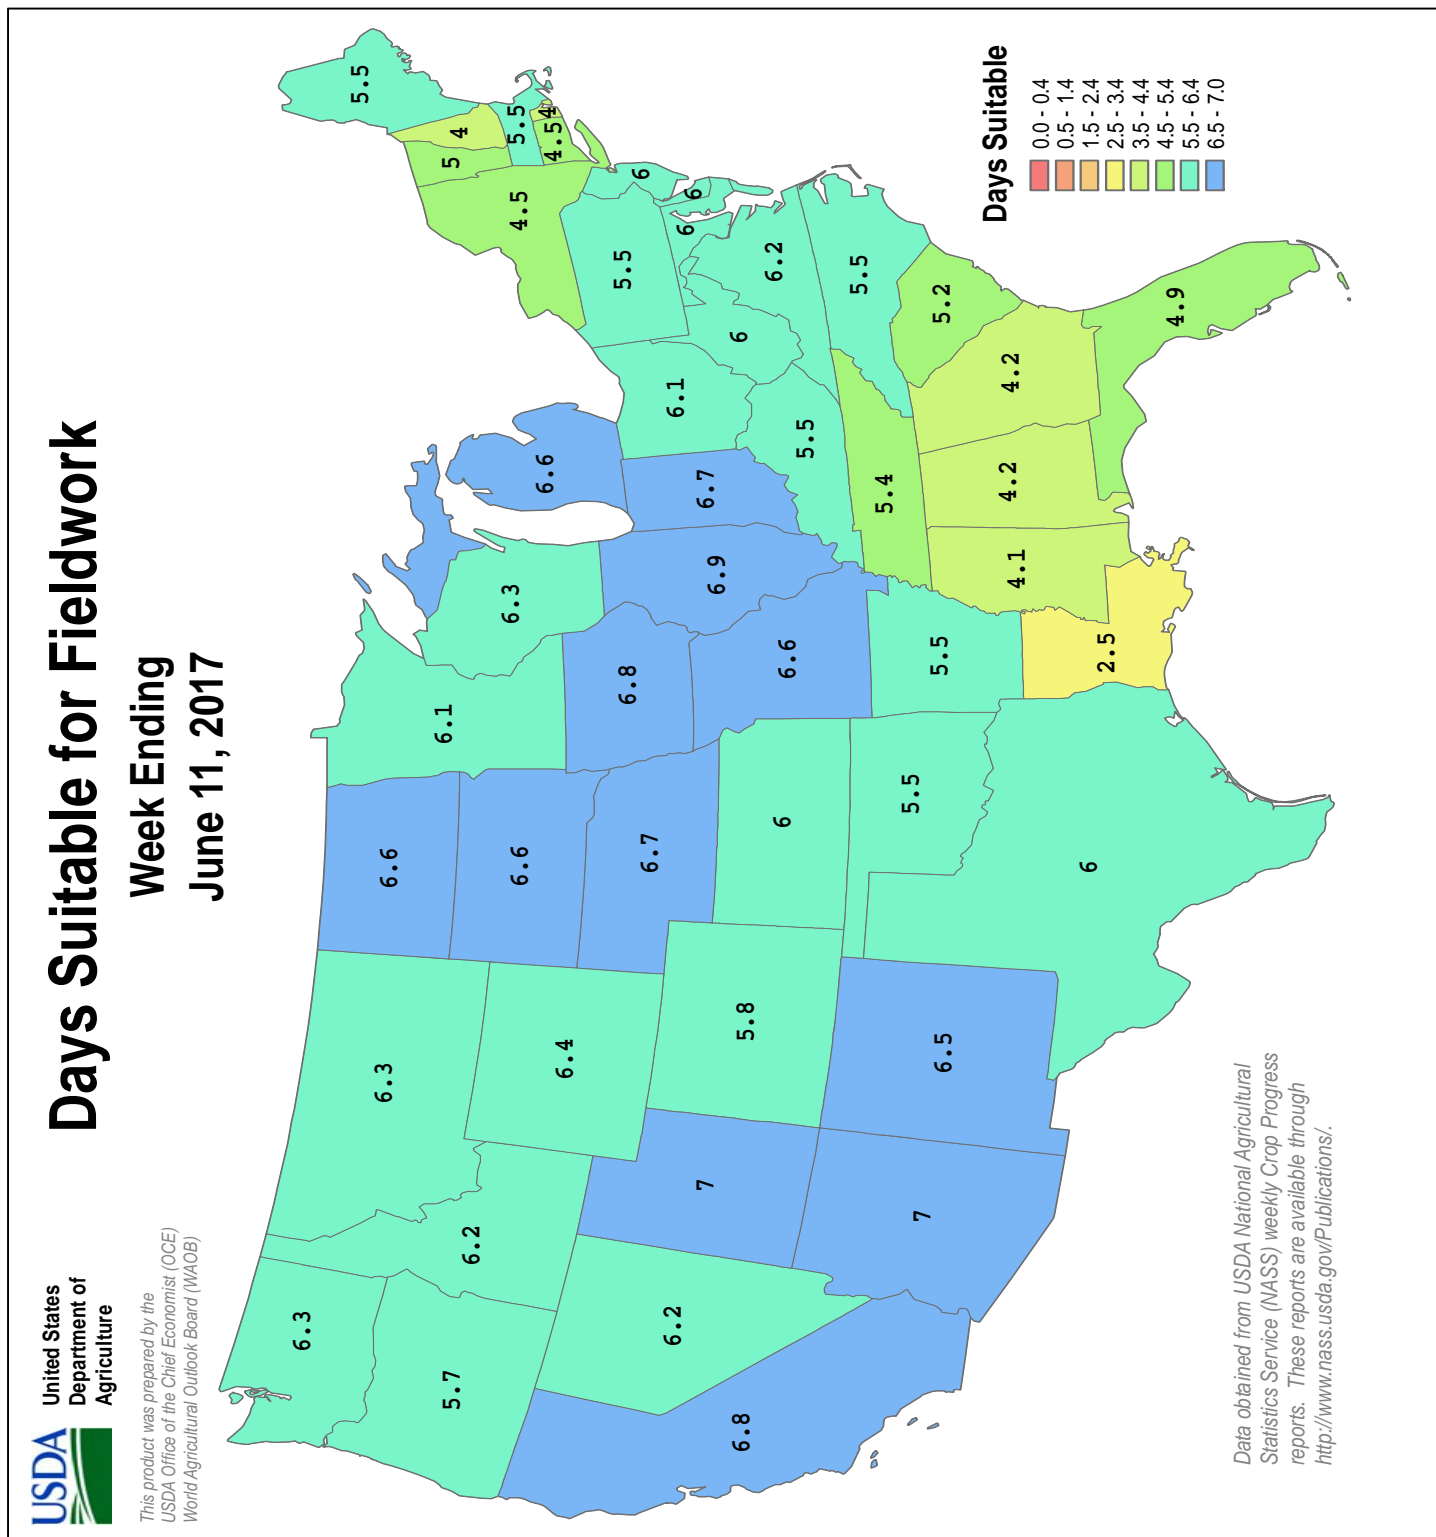 USDA
United States
Department of
Agriculture
This product was prepared by the
USDA Office of the Chief Economist (OCE)
World Agricultural Outlook Board (WAOB)
Days Suitable for Fieldwork
Week Ending
June 11, 2017
6.3
5.7
6.8
6.2
6.2
6.3
6.4
7
7
5.8
6.5
6.6
6.6
6.7
6
5.5
6
6.1
6.8
6.6
5.5
2.5
6.3
6.9
6.6
6.7
6.1
5.5
5.4
4.1
4.2
4.2
4.9
5.2
5.5
6.2
6
5.5
6
6
6
4.5
5
4
5.5
5.5
4.5
4
Days Suitable
0.0 - 0.4
0.5 - 1.4
1.5 - 2.4
2.5 - 3.4
3.5 - 4.4
4.5 - 5.4
5.5 - 6.4
6.5 - 7.0
Data obtained from USDA National Agricultural
Statistics Service (NASS) weekly Crop Progress
reports. These reports are available through
http://www.nass.usda.gov/Publications/.